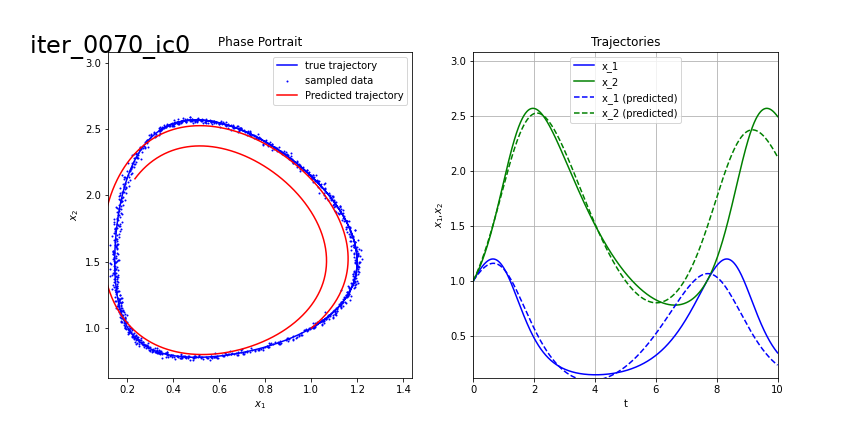 iter_0070_ic0
Phase Portrait
true trajectory
sampled data
Predicted trajectory
3.0
2.5
2.0
1.5
1.0
x₂
0.2 0.4 0.6 0.8 1.0 1.2 1.4
x₁
Trajectories
x_1
x_2
x_1 (predicted)
x_2 (predicted)
3.0
2.5
2.0
1.5
1.0
0.5
x₁,x₂
0 2 4 6 8 10
t